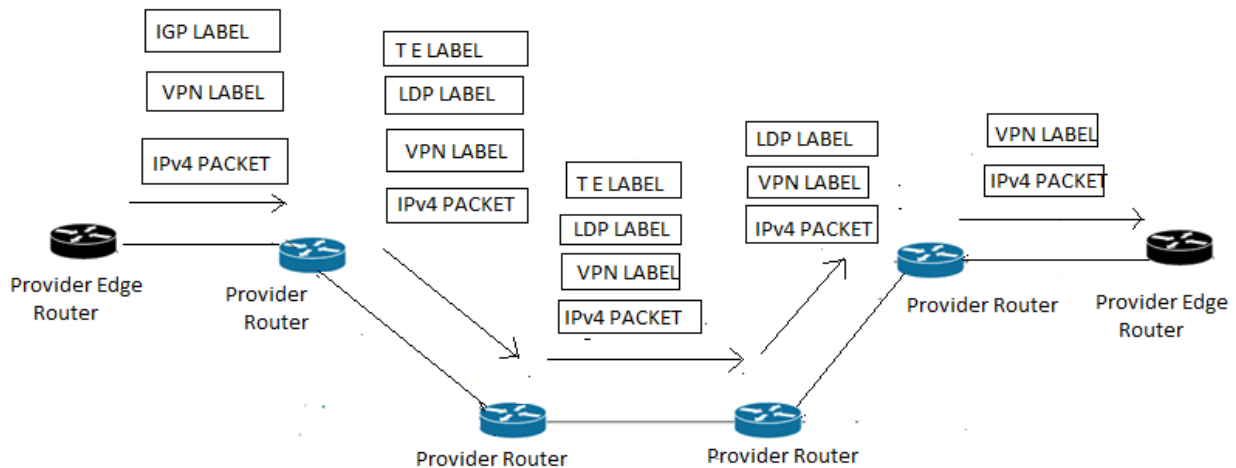 IGP LABEL
VPN LABEL
IPv4 PACKET
T E LABEL
LDP LABEL
VPN LABEL
IPv4 PACKET
T E LABEL
LDP LABEL
VPN LABEL
IPv4 PACKET
LDP LABEL
VPN LABEL
IPv4 PACKET
VPN LABEL
IPv4 PACKET
Provider Edge
Router
Provider
Router
Provider Router
Provider Router
Provider Router
Provider Edge
Router